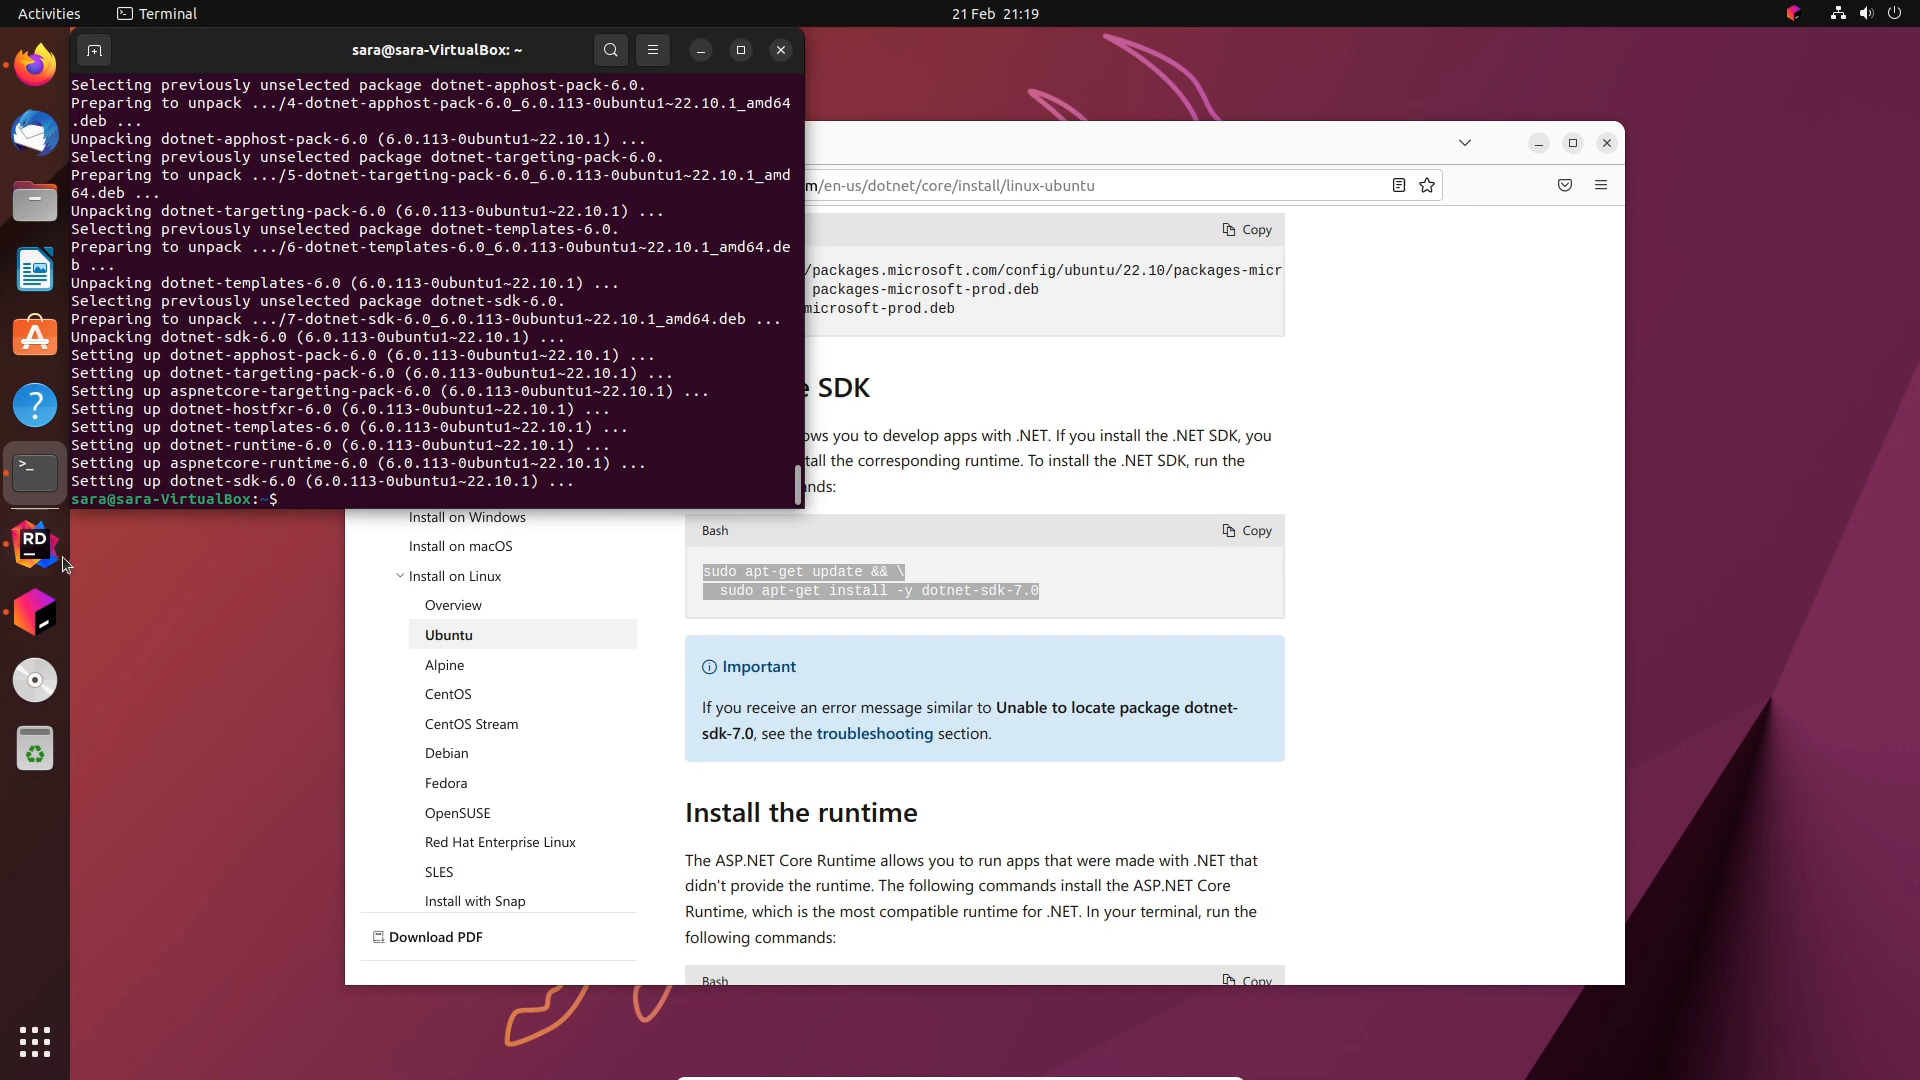 Activities
Terminal
21 Feb 21:19
sara@sara-VirtualBox: ~
Selecting previously unselected package dotnet-apphost-pack-6.0.
Preparing to unpack .../4-dotnet-apphost-pack-6.0_6.0.113-0ubuntu1~22.10.1_amd64
.deb ...
Unpacking dotnet-apphost-pack-6.0 (6.0.113-0ubuntu1~22.10.1) ...
Selecting previously unselected package dotnet-targeting-pack-6.0.
Preparing to unpack .../5-dotnet-targeting-pack-6.0_6.0.113-0ubuntu1~22.10.1_amd
64.deb ...
Unpacking dotnet-targeting-pack-6.0 (6.0.113-0ubuntu1~22.10.1) ...
Selecting previously unselected package dotnet-templates-6.0.
Preparing to unpack .../6-dotnet-templates-6.0_6.0.113-0ubuntu1~22.10.1_amd64.de
b ...
Unpacking dotnet-templates-6.0 (6.0.113-0ubuntu1~22.10.1) ...
Selecting previously unselected package dotnet-sdk-6.0.
Preparing to unpack .../7-dotnet-sdk-6.0_6.0.113-0ubuntu1~22.10.1_amd64.deb ...
Unpacking dotnet-sdk-6.0 (6.0.113-0ubuntu1~22.10.1) ...
Setting up dotnet-apphost-pack-6.0 (6.0.113-0ubuntu1~22.10.1) ...
Setting up dotnet-targeting-pack-6.0 (6.0.113-0ubuntu1~22.10.1) ...
Setting up aspnetcore-targeting-pack-6.0 (6.0.113-0ubuntu1~22.10.1) ...
Setting up dotnet-hostfxr-6.0 (6.0.113-0ubuntu1~22.10.1) ...
Setting up dotnet-templates-6.0 (6.0.113-0ubuntu1~22.10.1) ...
Setting up dotnet-runtime-6.0 (6.0.113-0ubuntu1~22.10.1) ...
Setting up aspnetcore-runtime-6.0 (6.0.113-0ubuntu1~22.10.1) ...
Setting up dotnet-sdk-6.0 (6.0.113-0ubuntu1~22.10.1) ...
sara@sara-VirtualBox:~$
RD
m/en-us/dotnet/core/install/linux-ubuntu
Copy
/packages.microsoft.com/config/ubuntu/22.10/packages-micr
packages-microsoft-prod.deb
microsoft-prod.deb
e SDK
ows you to develop apps with .NET. If you install the .NET SDK, you
tall the corresponding runtime. To install the .NET SDK, run the
nds:
Install on Windows
Install on macOS
Install on Linux
Overview
Ubuntu
Alpine
CentOS
CentOS Stream
Debian
Fedora
OpenSUSE
Red Hat Enterprise Linux
SLES
Install with Snap
Download PDF
Bash
Copy
sudo apt-get update && \
sudo apt-get install -y dotnet-sdk-7.0
Important
If you receive an error message similar to Unable to locate package dotnet-
sdk-7.0, see the troubleshooting section.
Install the runtime
The ASP.NET Core Runtime allows you to run apps that were made with .NET that
didn't provide the runtime. The following commands install the ASP.NET Core
Runtime, which is the most compatible runtime for .NET. In your terminal, run the
following commands:
Bash
Copy